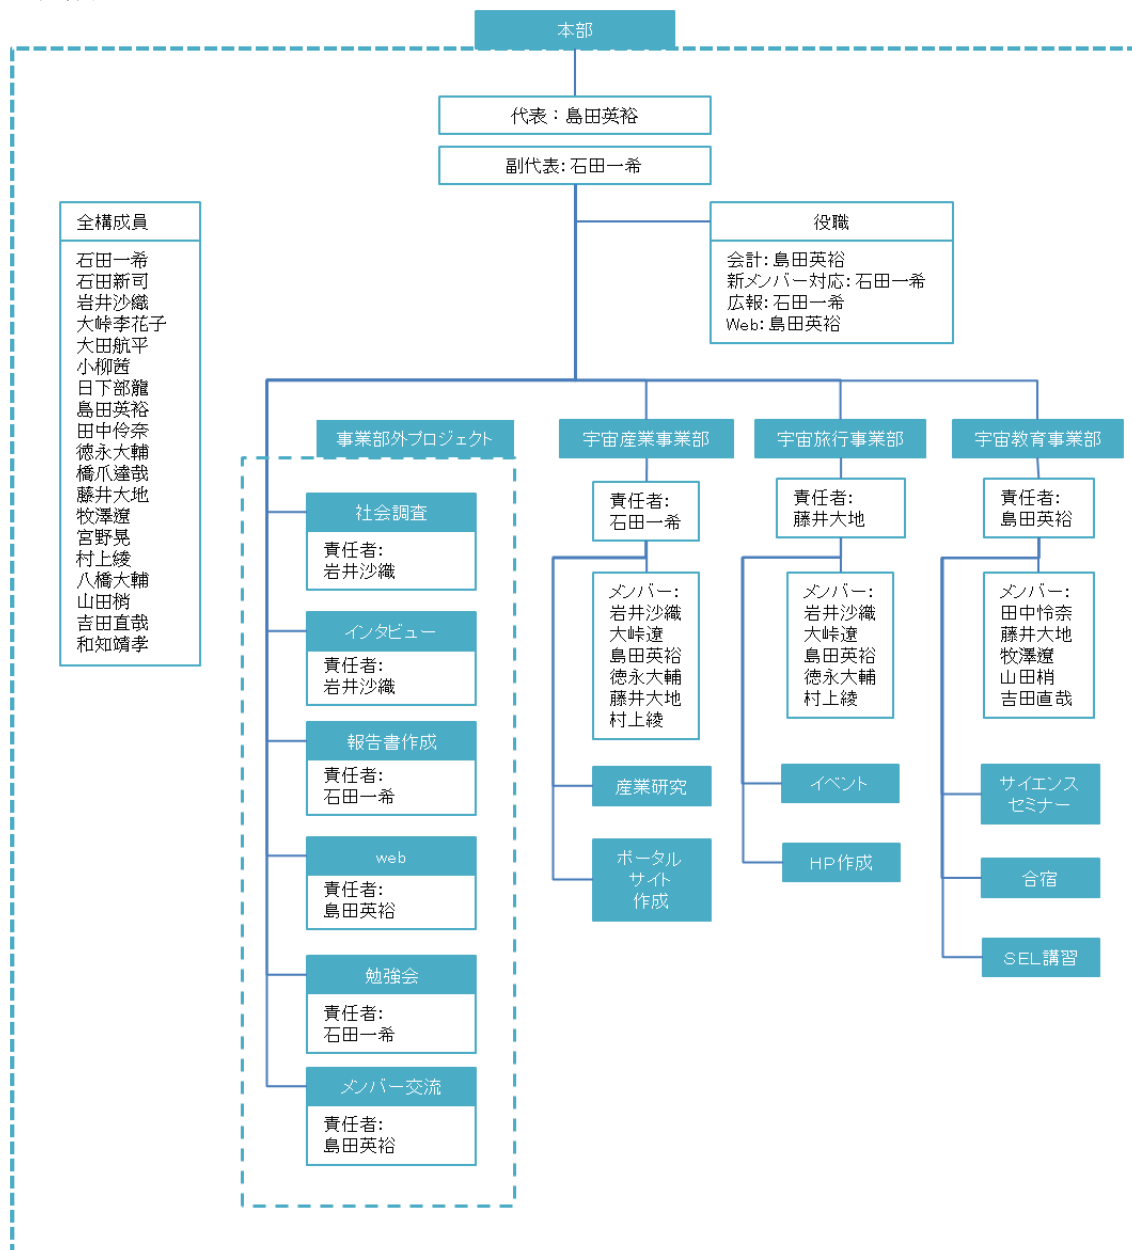 本部
代表：島田英裕
副代表:石田一希
全構成員
石田一希
石田新司
岩井沙織
大峠李花子
大田航平
小柳茜
日下部龍
島田英裕
田中伶奈
徳永大輔
橋爪達哉
藤井大地
牧澤遼
宮野晃
村上綾
八橋大輔
山田梢
吉田直哉
和知靖孝
役職
会計:島田英裕
新メンバー対応:石田一希
広報:石田一希
Web:島田英裕
事業部外プロジェクト
社会調査
責任者:
岩井沙織
インタビュー
責任者:
岩井沙織
報告書作成
責任者:
石田一希
web
責任者:
島田英裕
勉強会
責任者:
石田一希
メンバー交流
責任者:
島田英裕
宇宙産業事業部
責任者:
石田一希
メンバー:
岩井沙織
大峠遼
島田英裕
徳永大輔
藤井大地
村上綾
産業研究
ポータル
サイト
作成
宇宙旅行事業部
責任者:
藤井大地
メンバー:
岩井沙織
大峠遼
島田英裕
徳永大輔
村上綾
イベント
HP作成
宇宙教育事業部
責任者:
島田英裕
メンバー:
田中怜奈
藤井大地
牧澤遼
山田梢
吉田直哉
サイエンス
セミナー
合宿
SEL講習